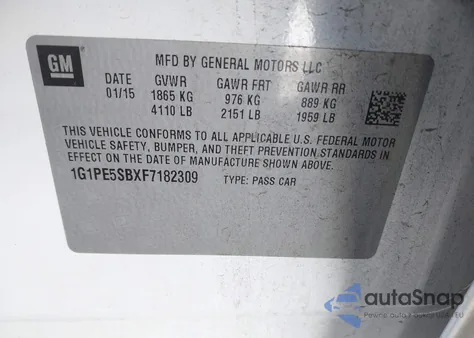 GM
MFD BY GENERAL MOTORS LLC
DATE GVWR GAWR FRT GAWR RR
01/15 1865 KG 976 KG 889 KG
4110 LB 2151 LB 1959 LB
THIS VEHICLE CONFORMS TO ALL APPLICABLE U.S. FEDERAL MOTOR
VEHICLE SAFETY, BUMPER, AND THEFT PREVENTION STANDARDS IN
EFFECT ON THE DATE OF MANUFACTURE SHOWN ABOVE.
1G1PE5SBXF7182309 TYPE: PASS CAR
autoSnap